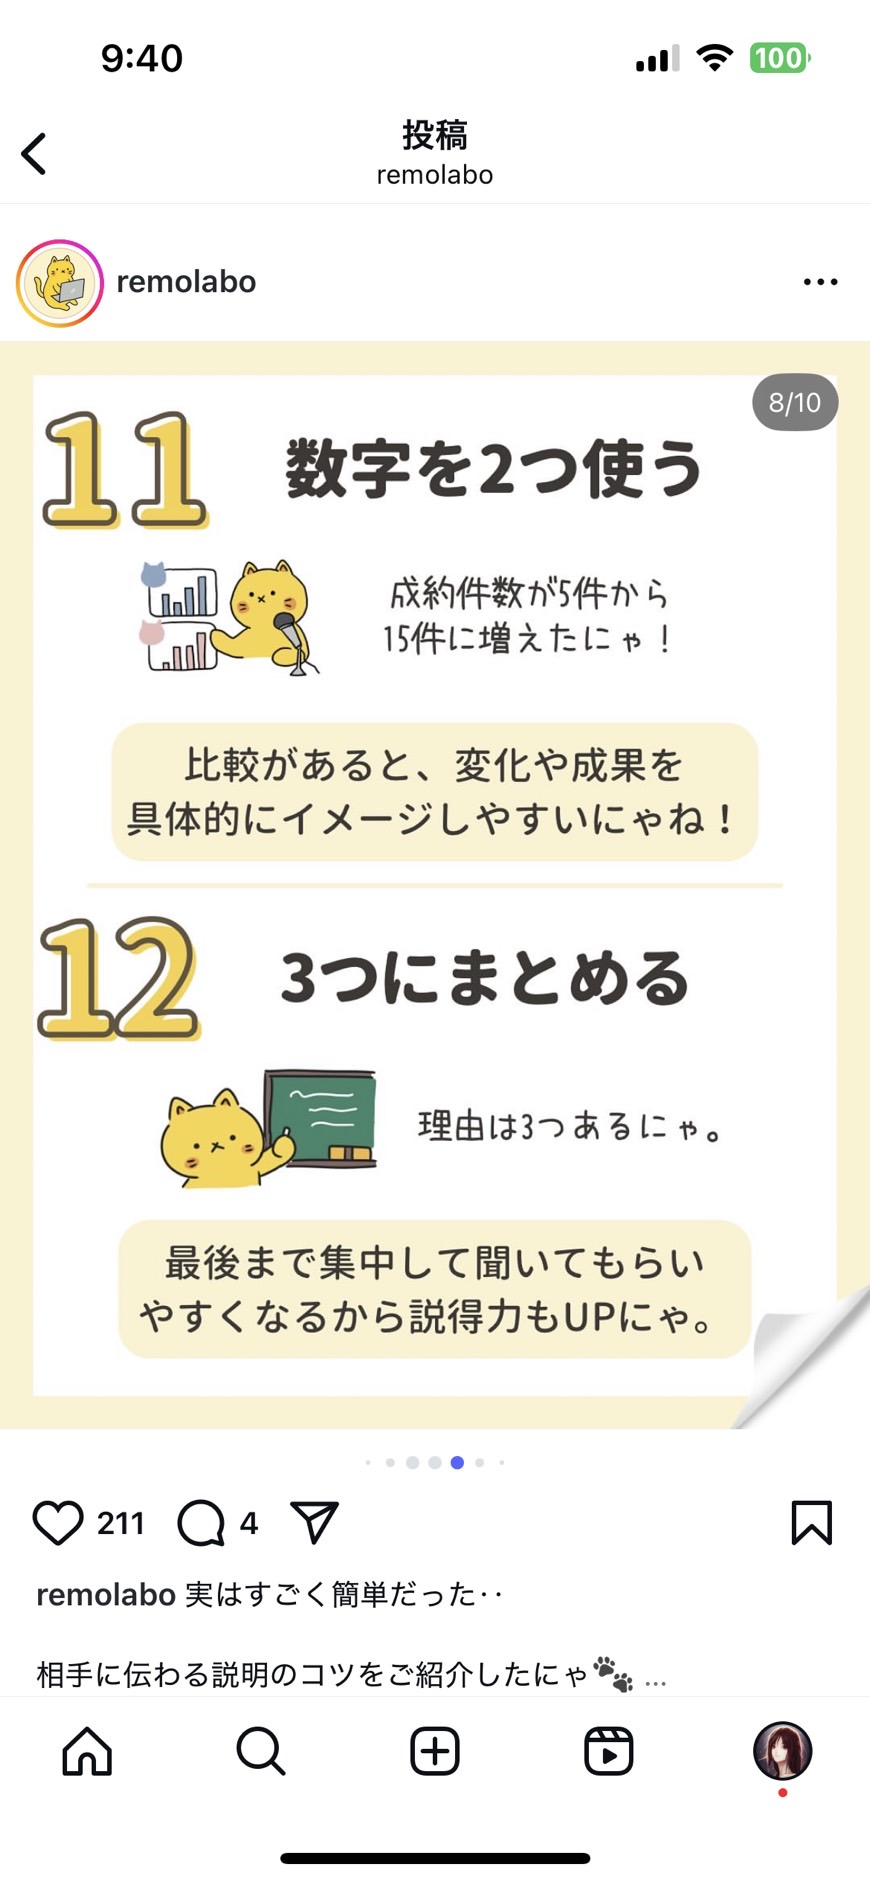 9:40
100
投稿
remolabo
remolabo
8/10
11
数字を2つ使う
成約件数が5件から
15件に増えたにゃ！
比較があると、変化や成果を
具体的にイメージしやすいにゃね！
12
3つにまとめる
理由は3つあるにゃ。
最後まで集中して聞いてもらい
やすくなるから説得力もUPにゃ。
211
4
remolabo 実はすごく簡単だった‥
相手に伝わる説明のコツをご紹介したにゃ🐾 ...